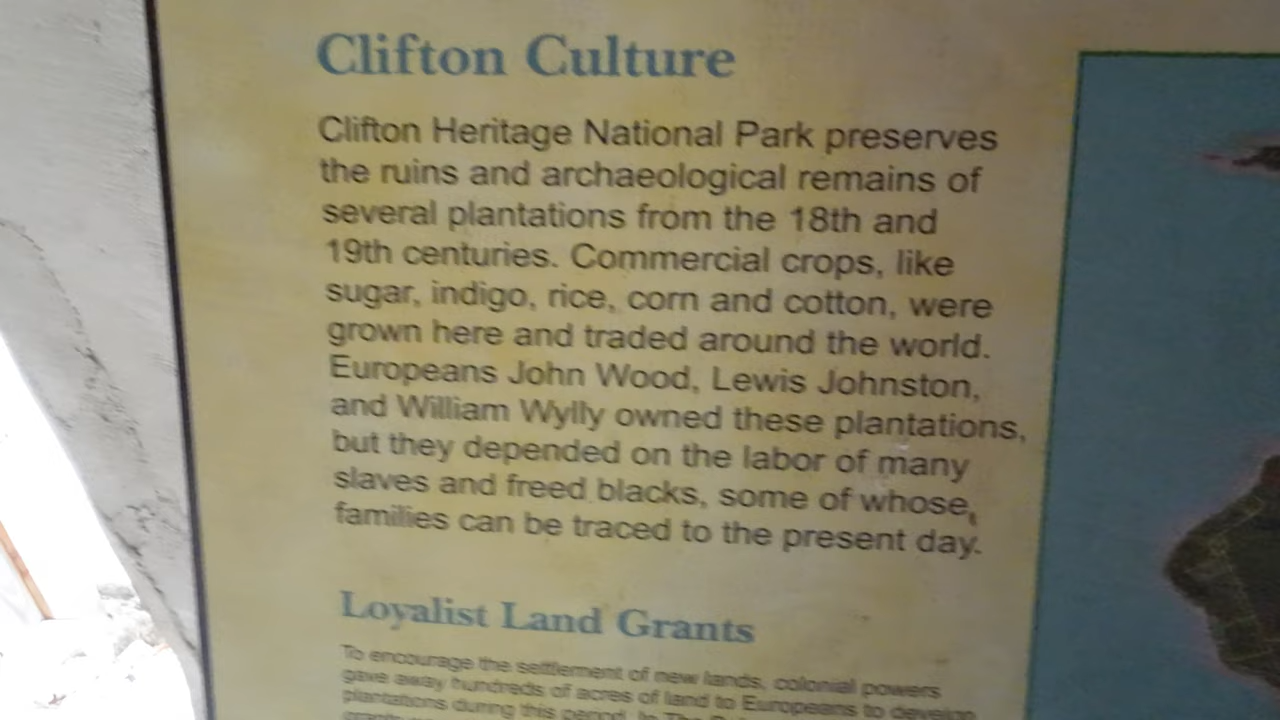 Clifton Culture
Clifton Heritage National Park preserves
the ruins and archaeological remains of
several plantations from the 18th and
19th centuries. Commercial crops, like
sugar, indigo, rice, corn and cotton, were
grown here and traded around the world.
Europeans John Wood, Lewis Johnston,
and William Wylly owned these plantations,
but they depended on the labor of many
slaves and freed blacks, some of whose
families can be traced to the present day.
Loyalist Land Grants
To encourage the settlement of new lands, colonial powers
gave away hundreds of acres of land to Europeans to develop
plantations during this period. In The